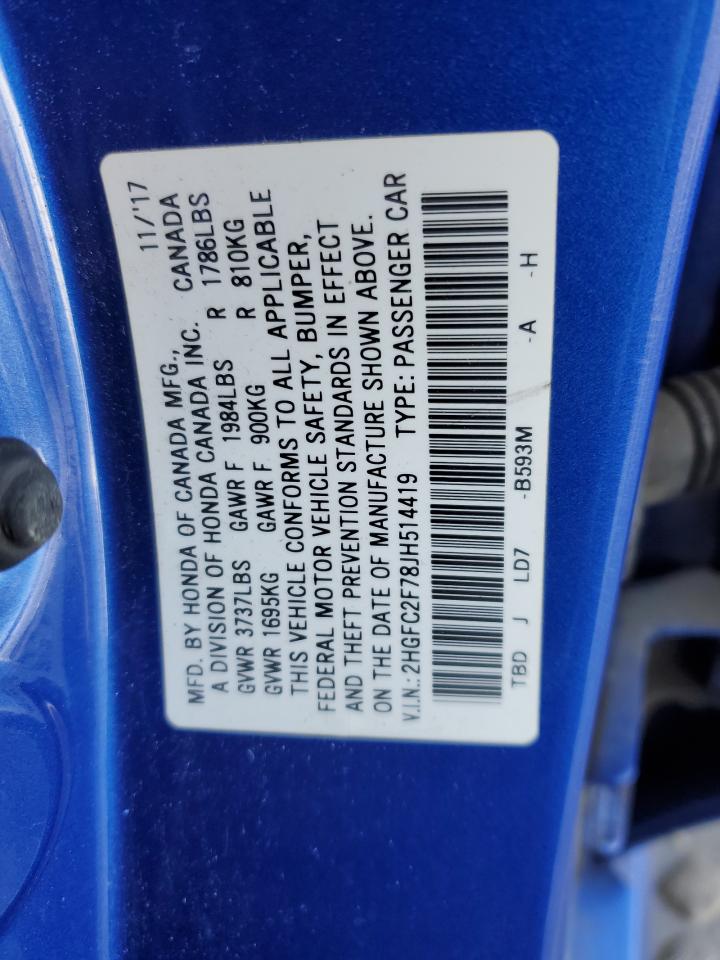 MFD. BY HONDA OF CANADA MFG., 11/'17
A DIVISION OF HONDA CANADA INC. CANADA
GVWR 3737LBS GAWR F 1984LBS R 1786LBS
GVWR 1695KG GAWR F 900KG R 810KG
THIS VEHICLE CONFORMS TO ALL APPLICABLE
FEDERAL MOTOR VEHICLE SAFETY, BUMPER,
AND THEFT PREVENTION STANDARDS IN EFFECT
ON THE DATE OF MANUFACTURE SHOWN ABOVE.
V.I.N.: 2HGFC2F78JH514419 TYPE: PASSENGER CAR
TBD J LD7 -B593M -A -H